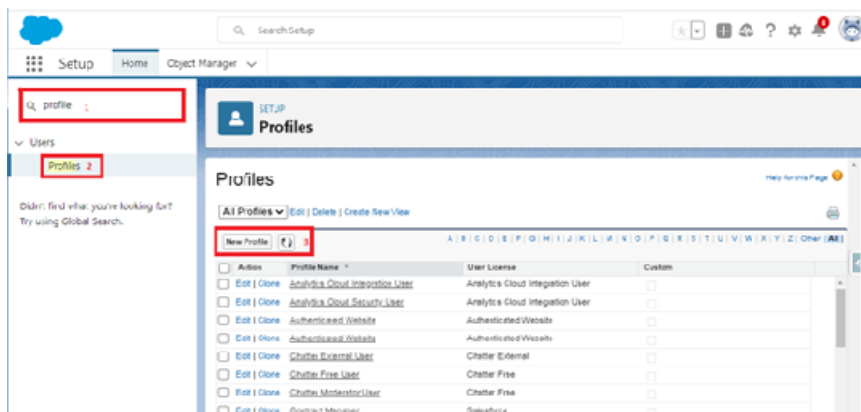 Search Setup
Setup Home Object Manager
profile 1
Users
Profiles 2
Didn't find what you're looking for?
Try using Global Search.
SETUP
Profiles
Profiles
Help for this Page
All Profiles Edit | Delete | Create New View
New Profile 3
A | B | C | D | E | F | G | H | I | J | K | L | M | N | O | P | Q | R | S | T | U | V | W | X | Y | Z | Other | All
Action Profile Name User License Custom
Edit | Clone Analytics Cloud Integration User Analytics Cloud Integration User
Edit | Clone Analytics Cloud Security User Analytics Cloud Integration User
Edit | Clone Authenticated Website Authenticated Website
Edit | Clone Authenticated Website Authenticated Website
Edit | Clone Chatter External User Chatter External
Edit | Clone Chatter Free User Chatter Free
Edit | Clone Chatter Moderator User Chatter Free
Edit | Clone Contract Manager Salesforce